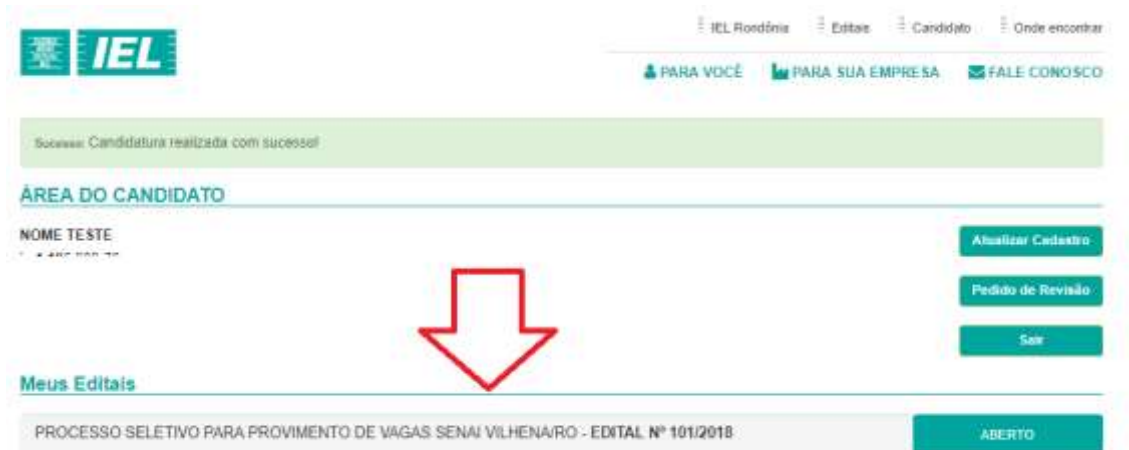 IEL
IEL Rondônia Editais Candidato Onde encontrar
PARA VOCÊ PARA SUA EMPRESA FALE CONOSCO
Sucesso: Candidatura realizada com sucesso!
ÁREA DO CANDIDATO
NOME TESTE
Atualizar Cadastro
Pedido de Revisão
Sair
Meus Editais
PROCESSO SELETIVO PARA PROVIMENTO DE VAGAS SENAI VILHENA/RO - EDITAL Nº 101/2018
ABERTO